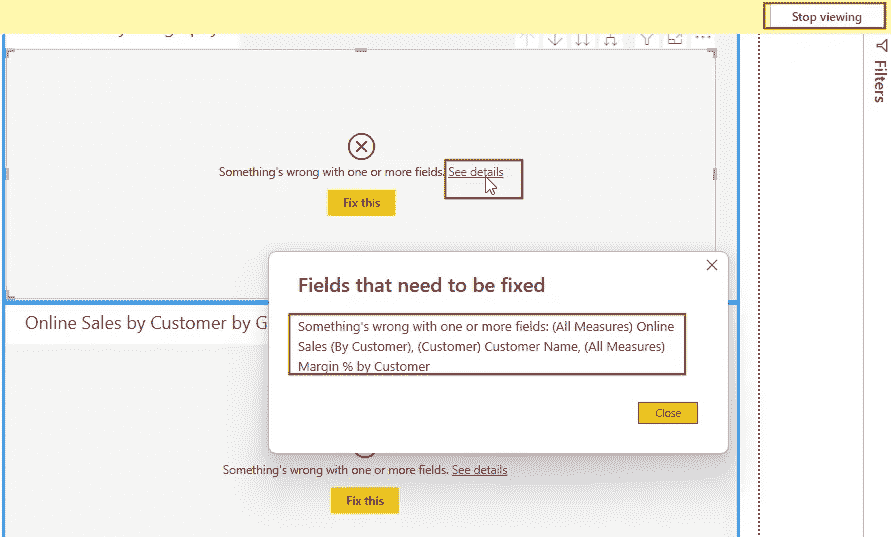 Stop viewing
Filters
Something's wrong with one or more fields. See details
Fix this
Fields that need to be fixed
Something's wrong with one or more fields: (All Measures) Online
Sales (By Customer), (Customer) Customer Name, (All Measures)
Margin % by Customer
Close
Online Sales by Customer by G
Something's wrong with one or more fields. See details
Fix this